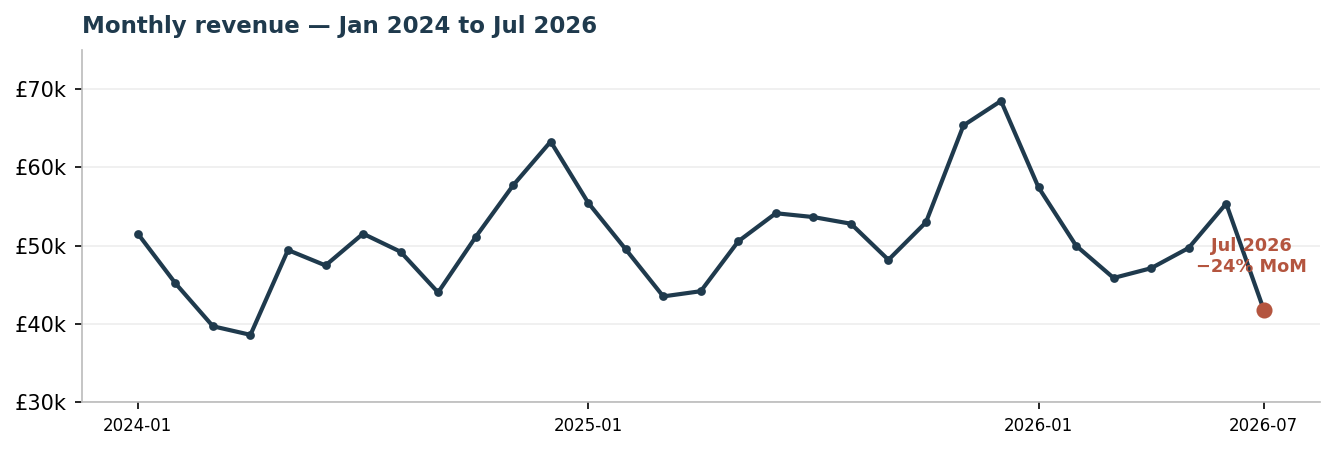 Monthly revenue — Jan 2024 to Jul 2026
£70k
£60k
£50k
£40k
£30k
Jul 2026
−24% MoM
2024-01
2025-01
2026-01
2026-07